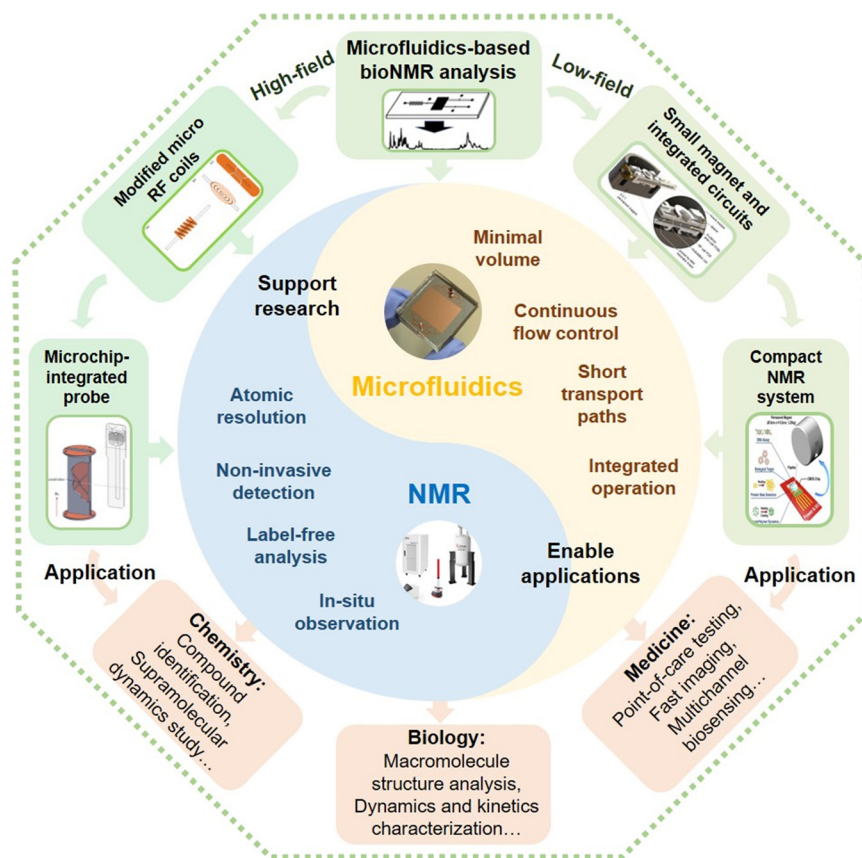 Microfluidics-based
bioNMR analysis
High-field
Low-field
Modified micro
RF coils
Small magnet and
integrated circuits
Minimal
volume
Support
research
Continuous
flow control
Microfluidics
Short
transport
paths
Microchip-
integrated
probe
Compact
NMR
system
Atomic
resolution
Non-invasive
detection
NMR
Integrated
operation
Label-free
analysis
Enable
applications
In-situ
observation
Application
Application
Chemistry:
Compound
identification,
Supramolecular
dynamics study…
Biology:
Macromolecule
structure analysis,
Dynamics and kinetics
characterization…
Medicine:
Point-of-care testing,
Fast imaging,
Multichannel
biosensing…